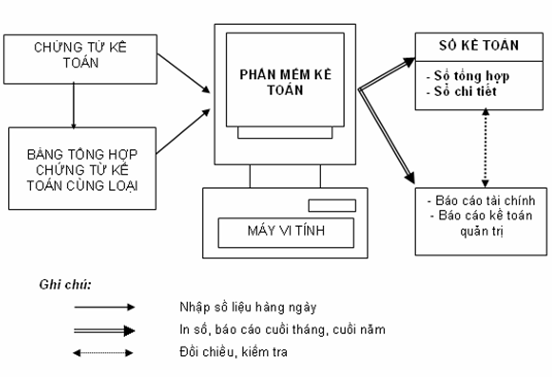 CHỨNG TỪ KẾ
TOÁN
BẢNG TỔNG HỢP
CHỨNG TỪ KẾ
TOÁN CÙNG LOẠI
PHẦN MỀM KẾ
TOÁN
MÁY VI TÍNH
SỔ KẾ TOÁN
- Sổ tổng hợp
- Sổ chi tiết
- Báo cáo tài chính
- Báo cáo kế toán
quản trị
Ghi chú:
Nhập số liệu hàng ngày
In sổ, báo cáo cuối tháng, cuối năm
Đối chiếu, kiểm tra